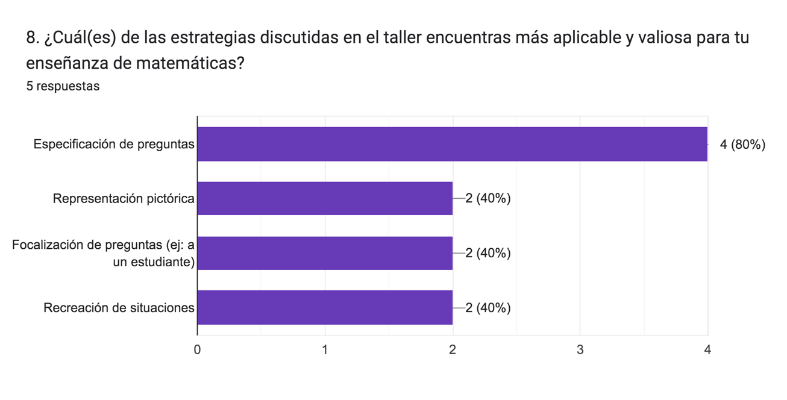 8. ¿Cuál(es) de las estrategias discutidas en el taller encuentras más aplicable y valiosa para tu
enseñanza de matemáticas?
5 respuestas
Especificación de preguntas
4 (80%)
Representación pictórica
2 (40%)
Focalización de preguntas (ej: a
un estudiante)
2 (40%)
Recreación de situaciones
2 (40%)
0
1
2
3
4